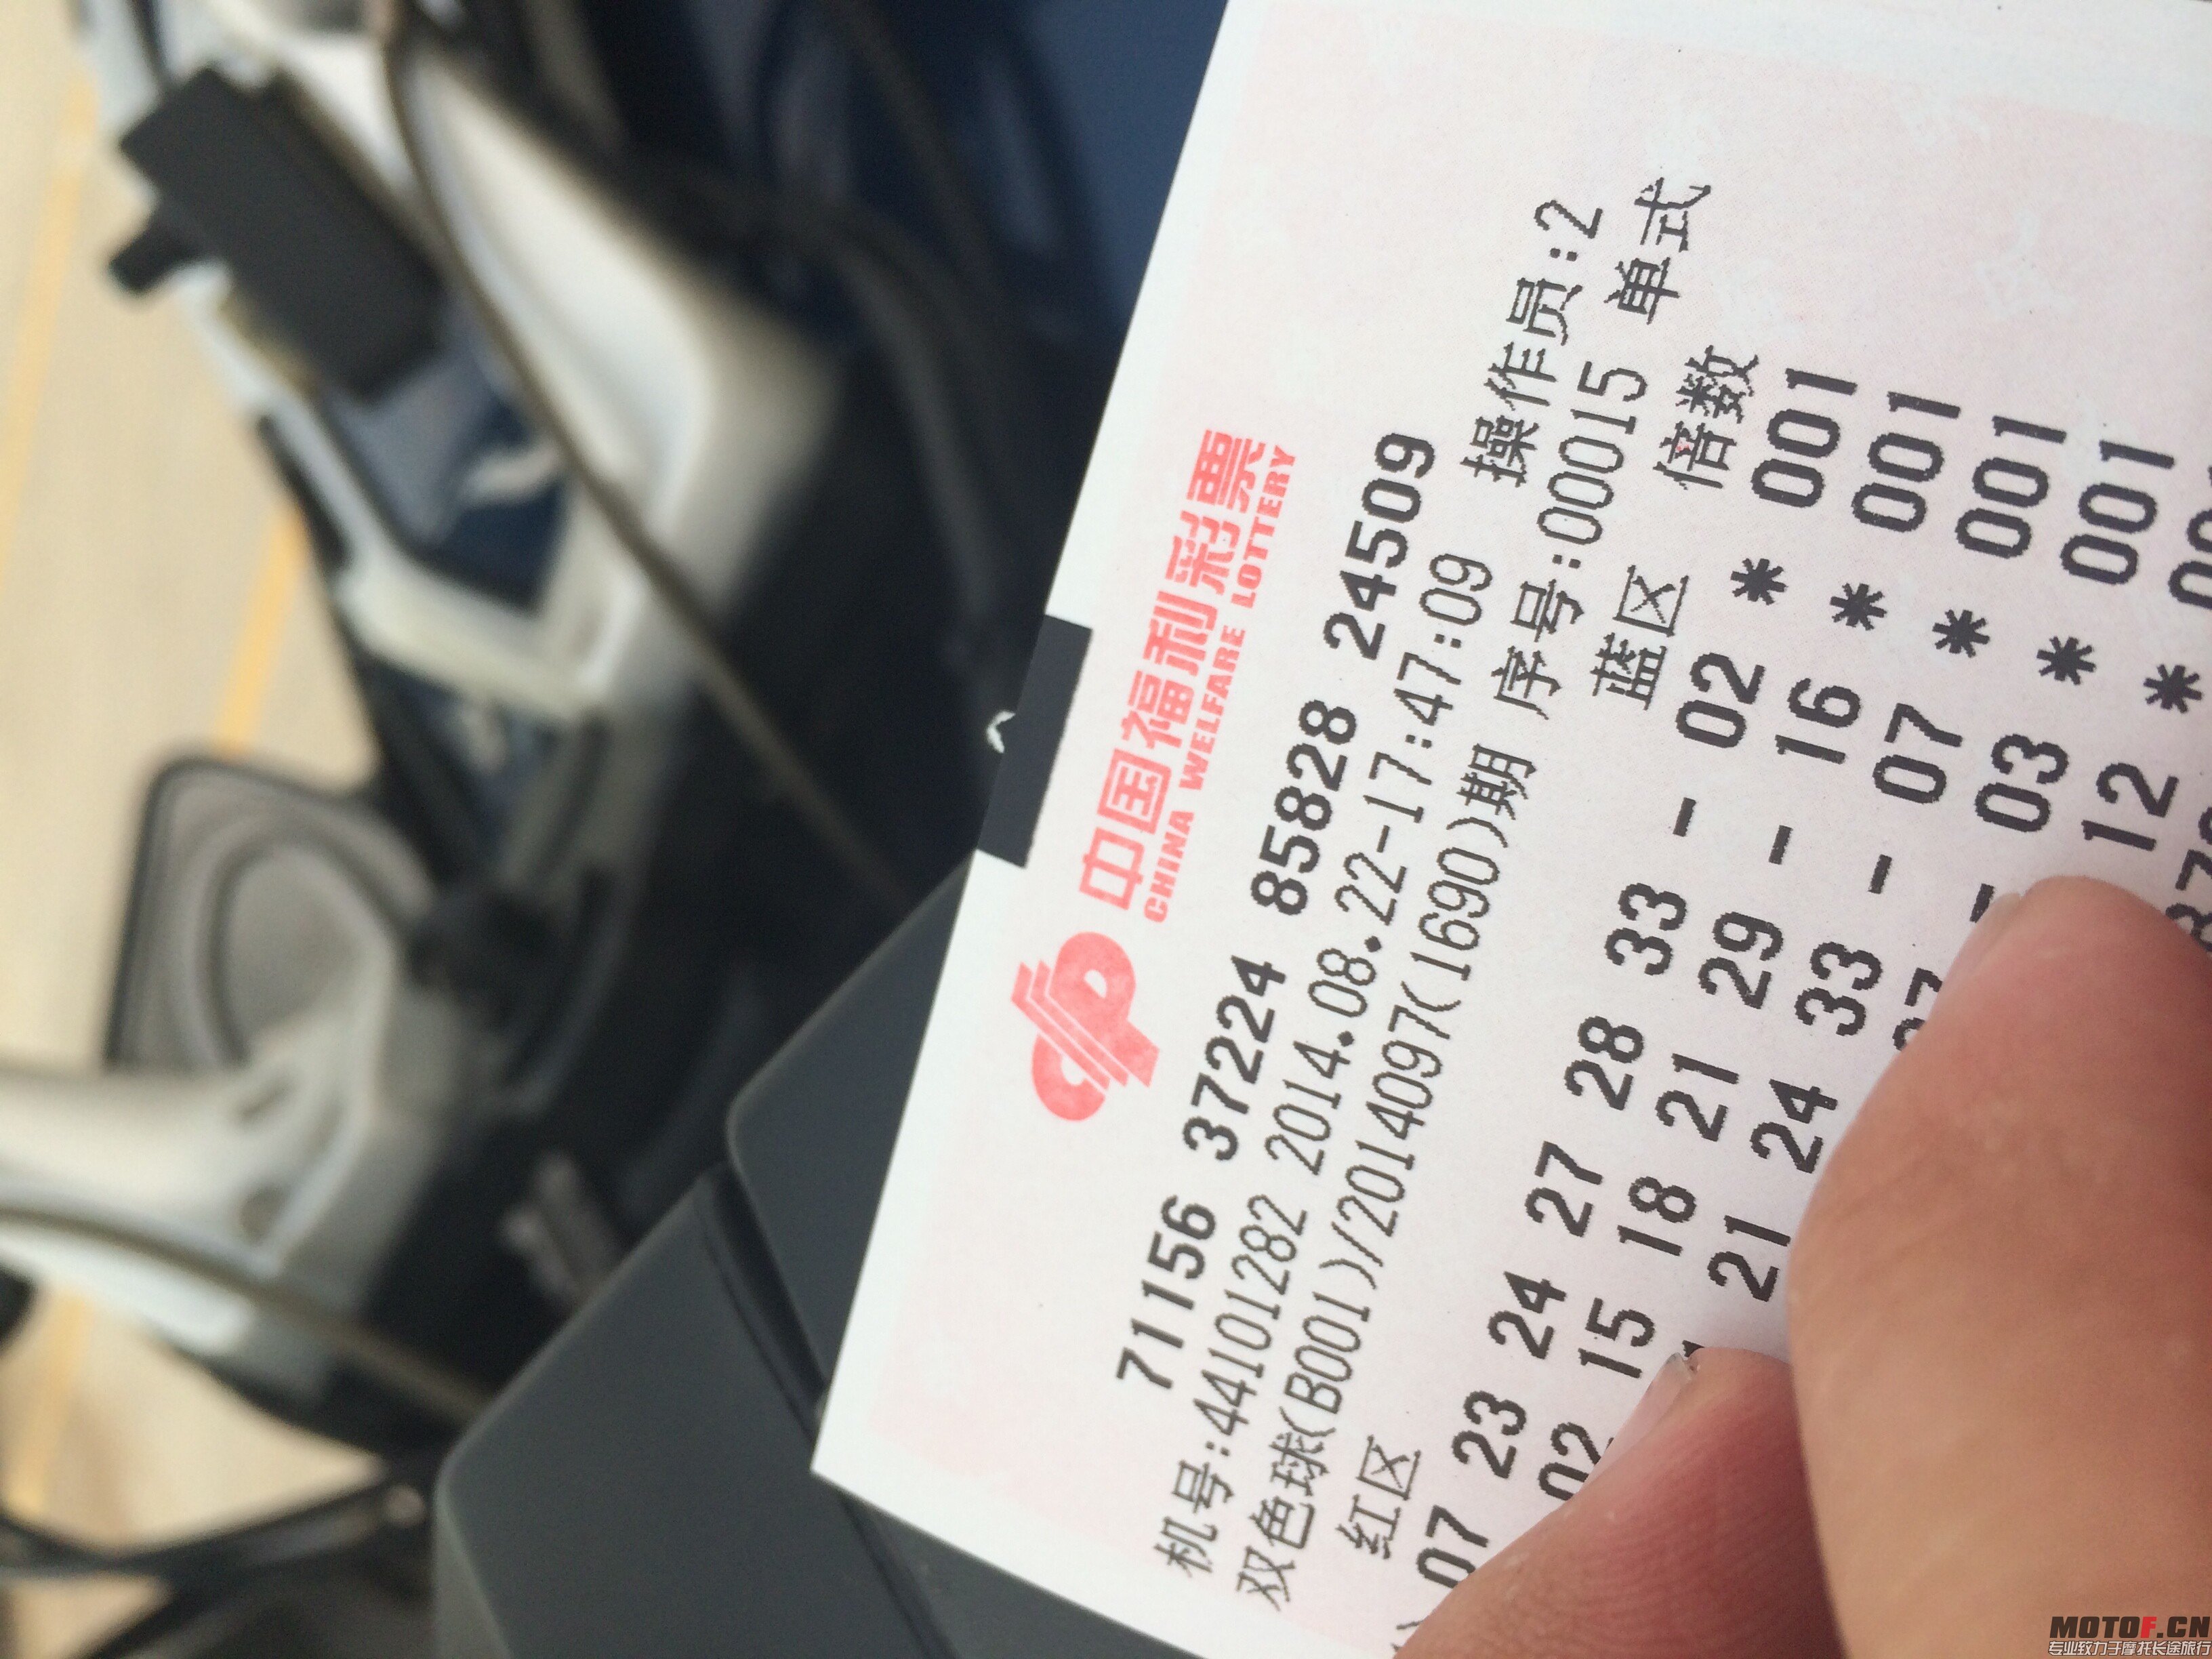 中国福利彩票
CHINA WELFARE LOTTERY
71156 37224 85828 24509
机号:44101282 2014.08.22-17:47:09 操作员:2
双色球(B001)/2014097(1690)期 序号:00015 单式
红区 蓝区 倍数
07 23 24 27 28 33 - 02 * 001
02 15 18 21 29 - 16 * 001
21 24 33 - 07 * 001
- 03 * 001
12 *
MOTOF.CN
专业致力于摩托长途旅行